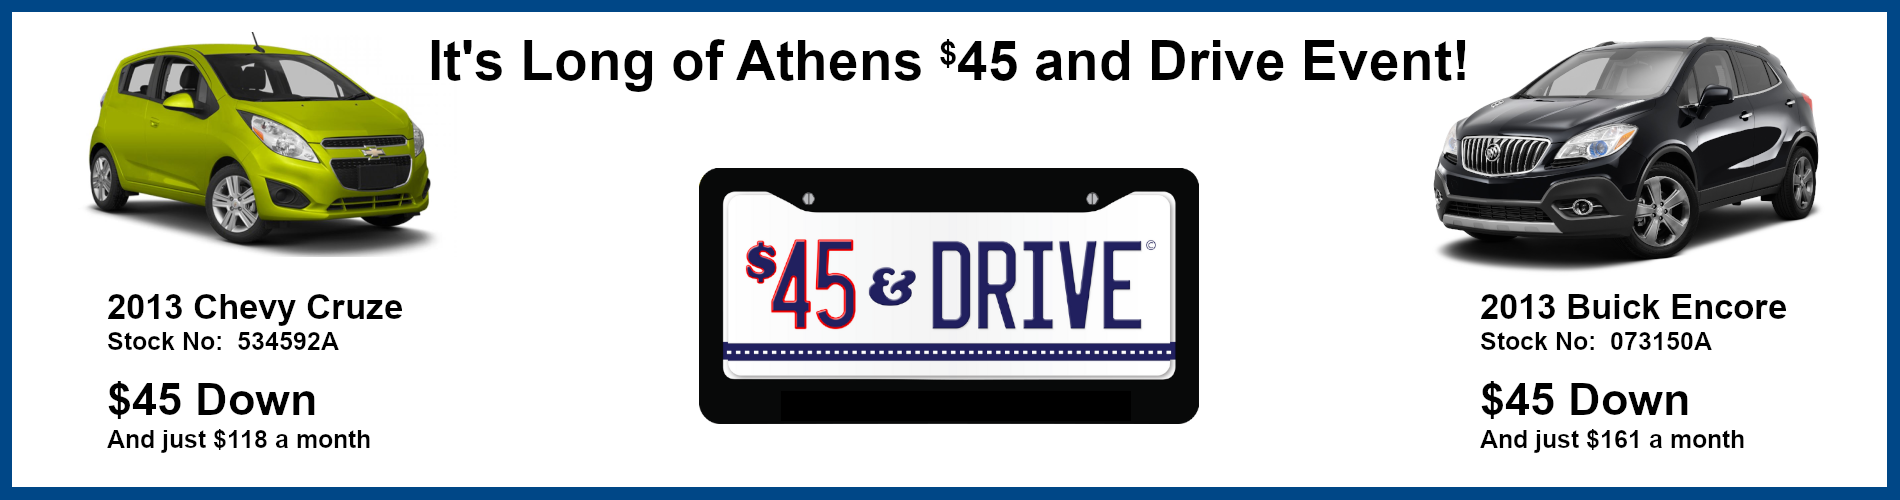 It's Long of Athens $45 and Drive Event!
$45 & DRIVE©
2013 Chevy Cruze
Stock No:  534592A
$45 Down
And just $118 a month
2013 Buick Encore
Stock No:  073150A
$45 Down
And just $161 a month